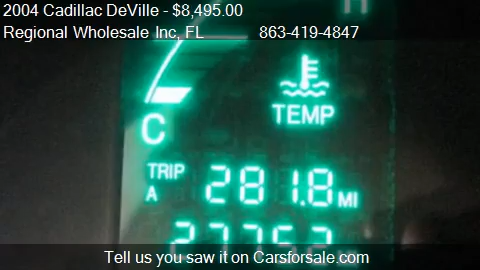 2004 Cadillac DeVille - $8,495.00
Regional Wholesale Inc, FL 863-419-4847
H
TEMP
C
TRIP A 281.8 MI
Tell us you saw it on Carsforsale.com